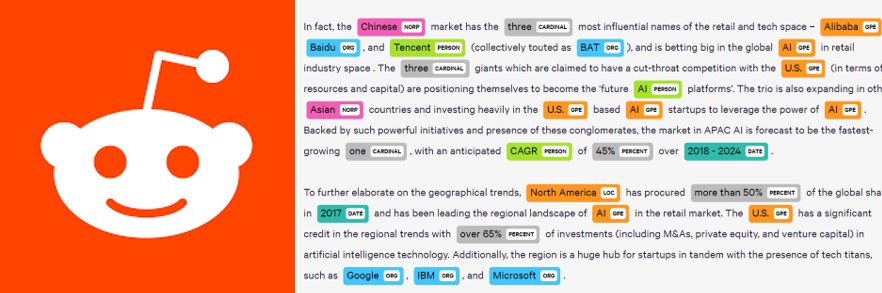 In fact, the Chinese NORP market has the three CARDINAL most influential names of the retail and tech space – Alibaba GPE
Baidu ORG , and Tencent PERSON (collectively touted as BAT ORG ), and is betting big in the global AI GPE in retail
industry space . The three CARDINAL giants which are claimed to have a cut-throat competition with the U.S. GPE (in terms of
resources and capital) are positioning themselves to become the ‘future AI PERSON platforms’. The trio is also expanding in oth
Asian NORP countries and investing heavily in the U.S. GPE based AI GPE startups to leverage the power of AI GPE .
Backed by such powerful initiatives and presence of these conglomerates, the market in APAC AI is forecast to be the fastest-
growing one CARDINAL , with an anticipated CAGR PERSON of 45% PERCENT over 2018 - 2024 DATE .
To further elaborate on the geographical trends, North America LOC has procured more than 50% PERCENT of the global sha
in 2017 DATE and has been leading the regional landscape of AI GPE in the retail market. The U.S. GPE has a significant
credit in the regional trends with over 65% PERCENT of investments (including M&As, private equity, and venture capital) in
artificial intelligence technology. Additionally, the region is a huge hub for startups in tandem with the presence of tech titans,
such as Google ORG , IBM ORG , and Microsoft ORG .